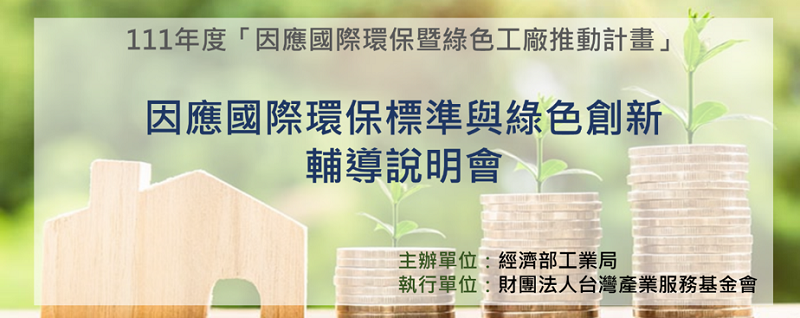 111年度「因應國際環保暨綠色工廠推動計畫」
因應國際環保標準與綠色創新
輔導說明會
主辦單位：經濟部工業局
執行單位：財團法人台灣產業服務基金會